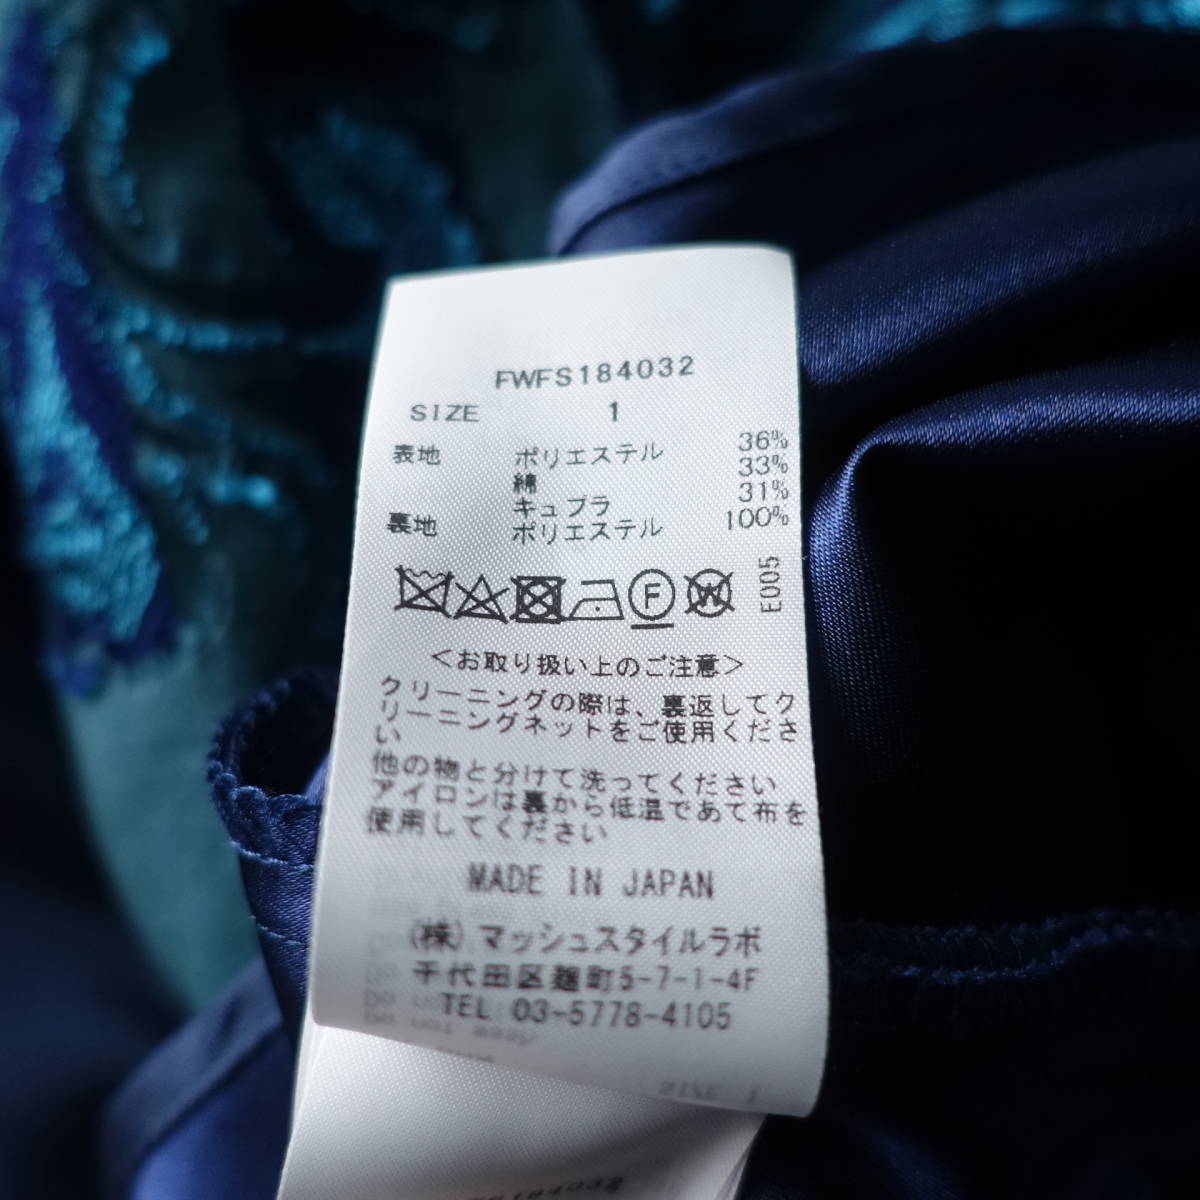 FWFS184032
SIZE 1
表地 ポリエステル 36%
綿 33%
キュプラ 31%
裏地 ポリエステル 100%
F W E005
<お取り扱い上のご注意>
クリーニングの際は、裏返してク
リーニングネットをご使用くださ
い
他の物と分けて洗ってください
アイロンは裏から低温であて布を
使用してください
MADE IN JAPAN
(株) マッシュスタイルラボ
千代田区麹町5-7-1-4F
TEL 03-5778-4105
SIZE 1
FWFS184032